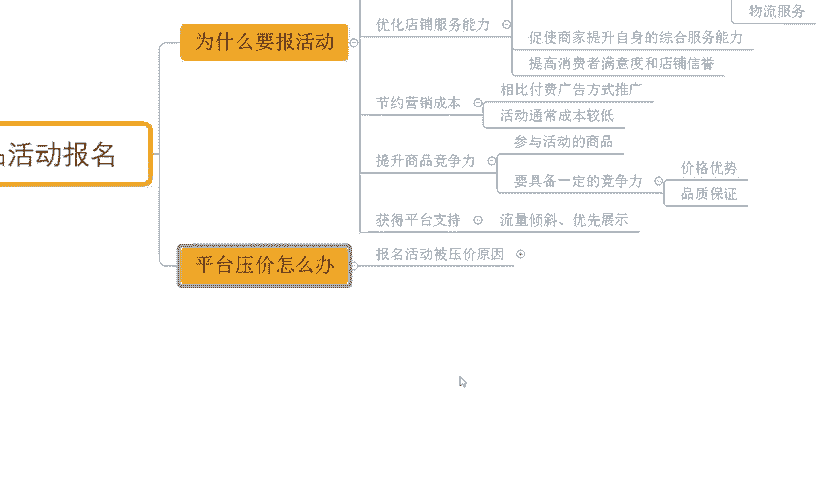 物流服务
优化店铺服务能力
为什么要报活动
促使商家提升自身的综合服务能力
提高消费者满意度和店铺信誉
相比付费广告方式推广
节约营销成本
活动通常成本较低
参与活动的商品
活动报名
提升商品竞争力
价格优势
要具备一定的竞争力
品质保证
获得平台支持
流量倾斜、优先展示
平台压价怎么办
报名活动被压价原因